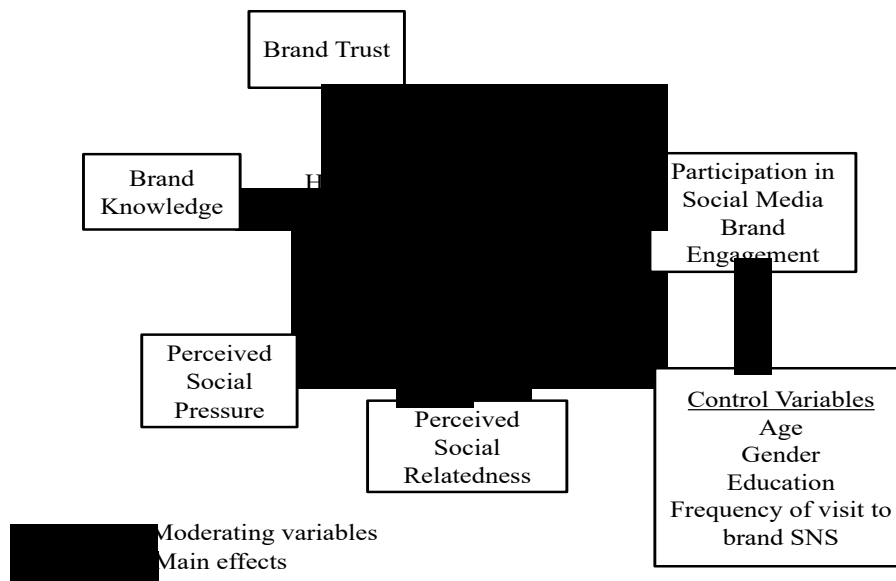 Brand Trust
Brand
Knowledge
H
Participation in
Social Media
Brand
Engagement
Perceived
Social
Pressure
Perceived
Social
Relatedness
Control Variables
Age
Gender
Education
Frequency of visit to
brand SNS
Moderating variables
Main effects